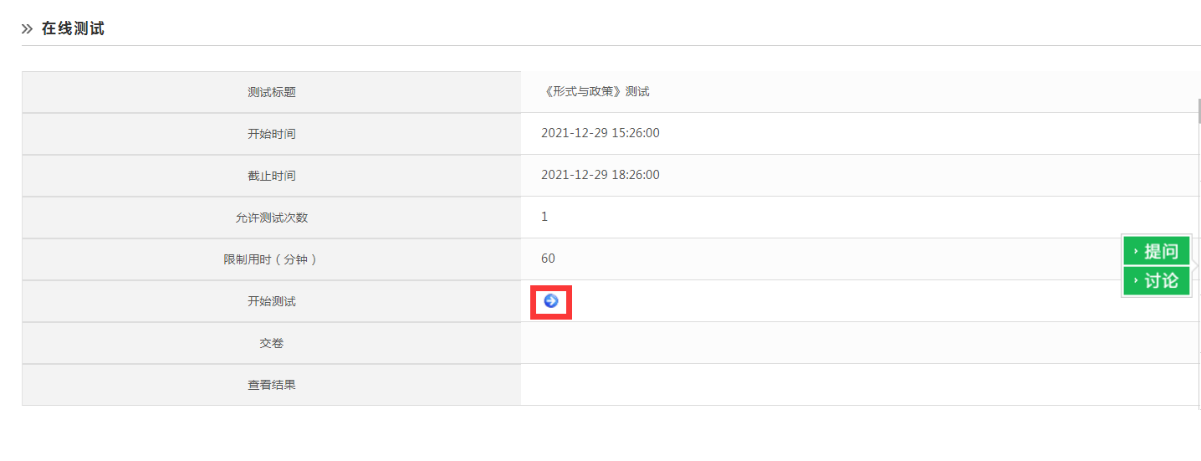 在线测试
测试标题 《形式与政策》测试
开始时间 2021-12-29 15:26:00
截止时间 2021-12-29 18:26:00
允许测试次数 1
限制用时（分钟） 60
提问
讨论
开始测试
交卷
查看结果